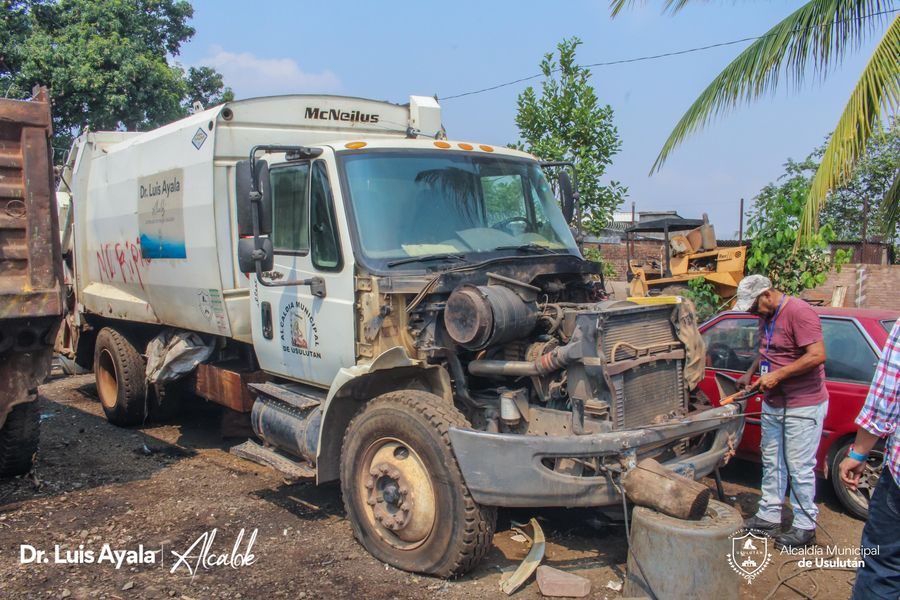 McNeilus
Dr. Luis Ayala
ALCALDÍA MUNICIPAL
DE USULUTÁN
Dr. Luis Ayala | Alcalde
Alcaldía Municipal
de Usulután